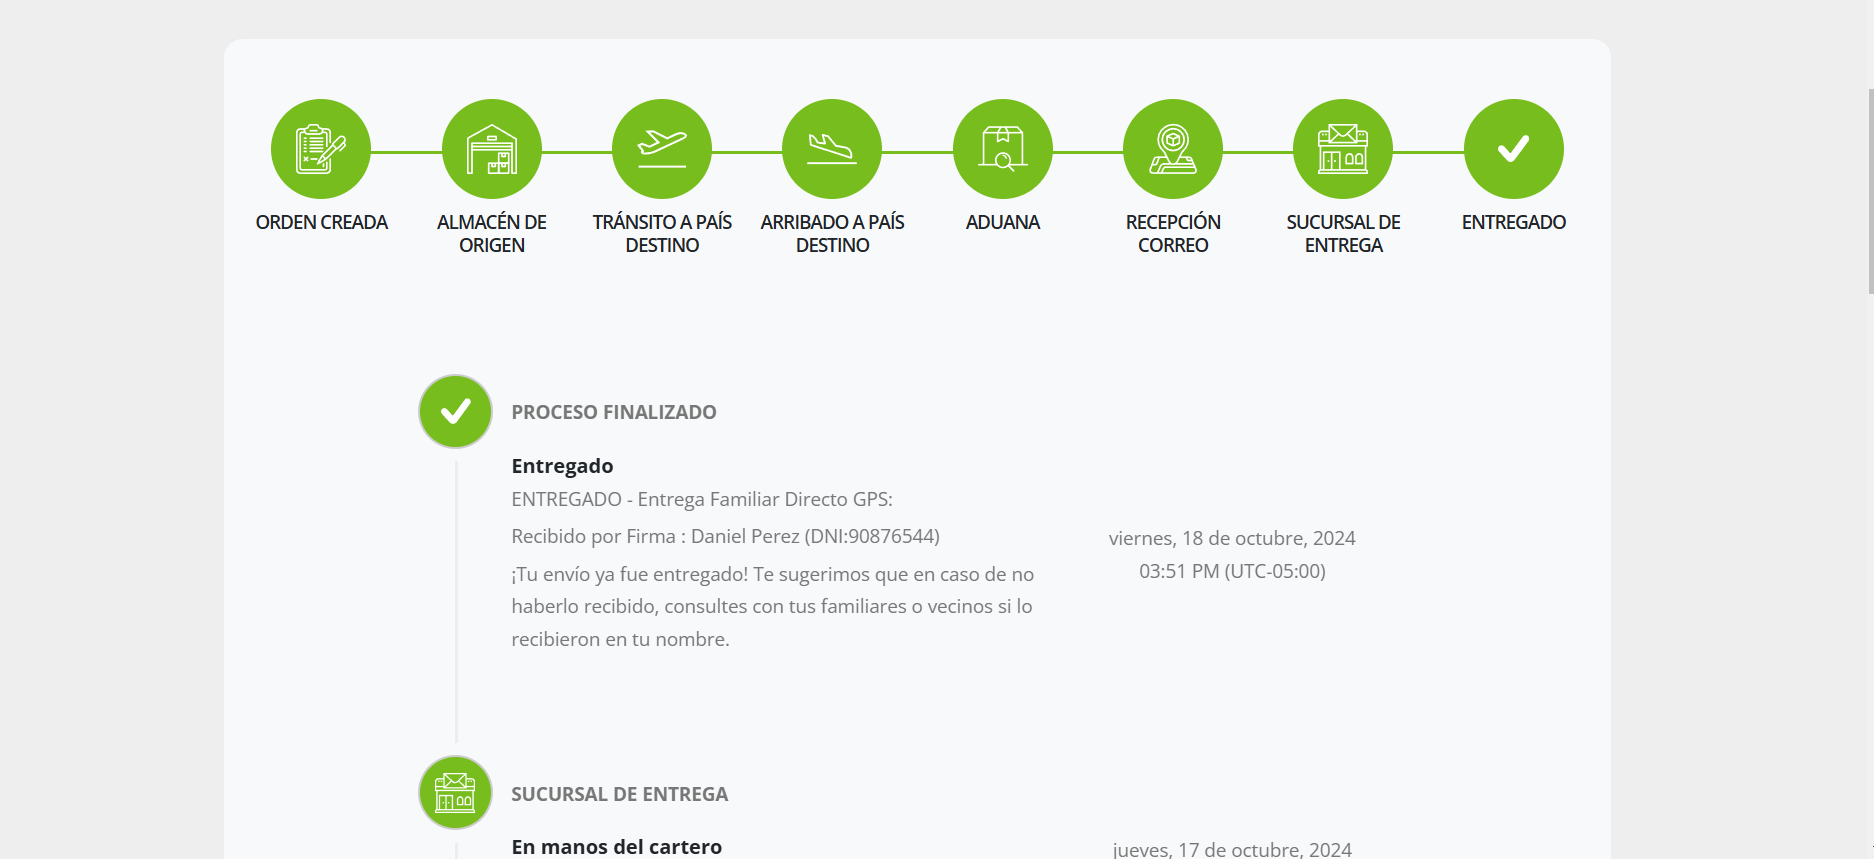 ORDEN CREADA
ALMACÉN DE
ORIGEN
TRÁNSITO A PAÍS
DESTINO
ARRIBADO A PAÍS
DESTINO
ADUANA
RECEPCIÓN
CORREO
SUCURSAL DE
ENTREGA
ENTREGADO
PROCESO FINALIZADO
Entregado
ENTREGADO - Entrega Familiar Directo GPS:
Recibido por Firma : Daniel Perez (DNI:90876544)
¡Tu envío ya fue entregado! Te sugerimos que en caso de no
haberlo recibido, consultes con tus familiares o vecinos si lo
recibieron en tu nombre.
viernes, 18 de octubre, 2024
03:51 PM (UTC-05:00)
SUCURSAL DE ENTREGA
En manos del cartero
jueves, 17 de octubre, 2024